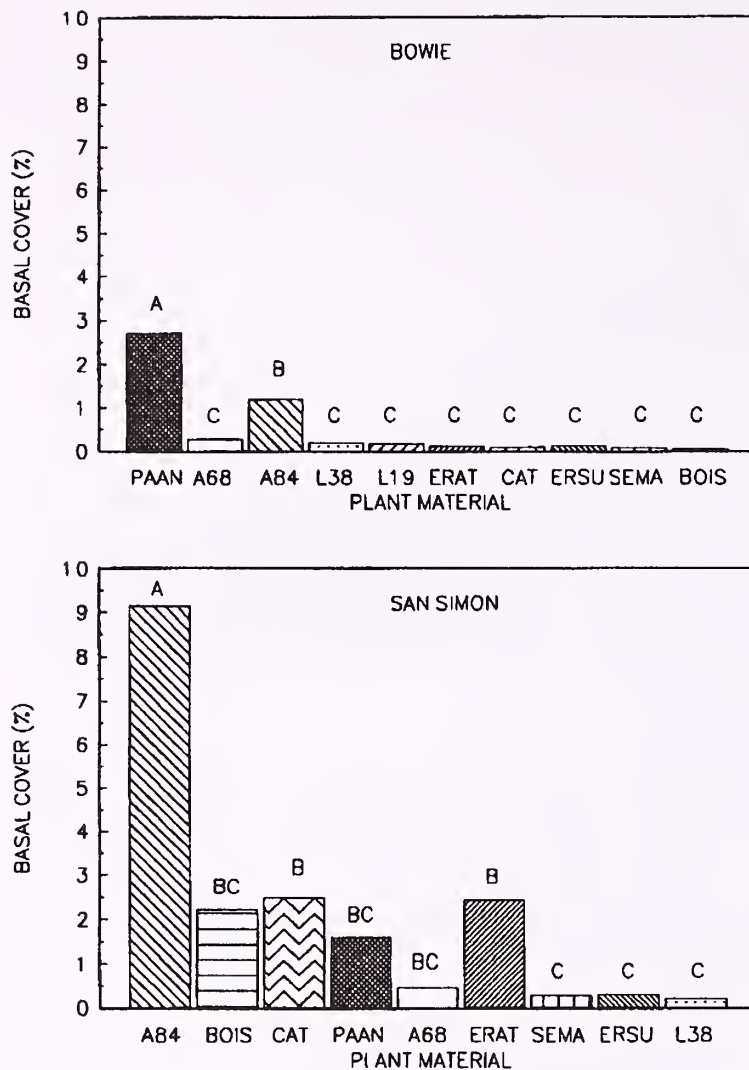 BOWIE
BASAL COVER (%)
10
9
8
7
6
5
4
3
2
1
0
A
C
B
C
C
C
C
C
C
C
PAAN A68 A84 L38 L19 ERAT CAT ERSU SEMA BOIS
PLANT MATERIAL
SAN SIMON
BASAL COVER (%)
10
9
8
7
6
5
4
3
2
1
0
A
BC
B
BC
BC
B
C
C
C
A84 BOIS CAT PAAN A68 ERAT SEMA ERSU L38
PLANT MATERIAL